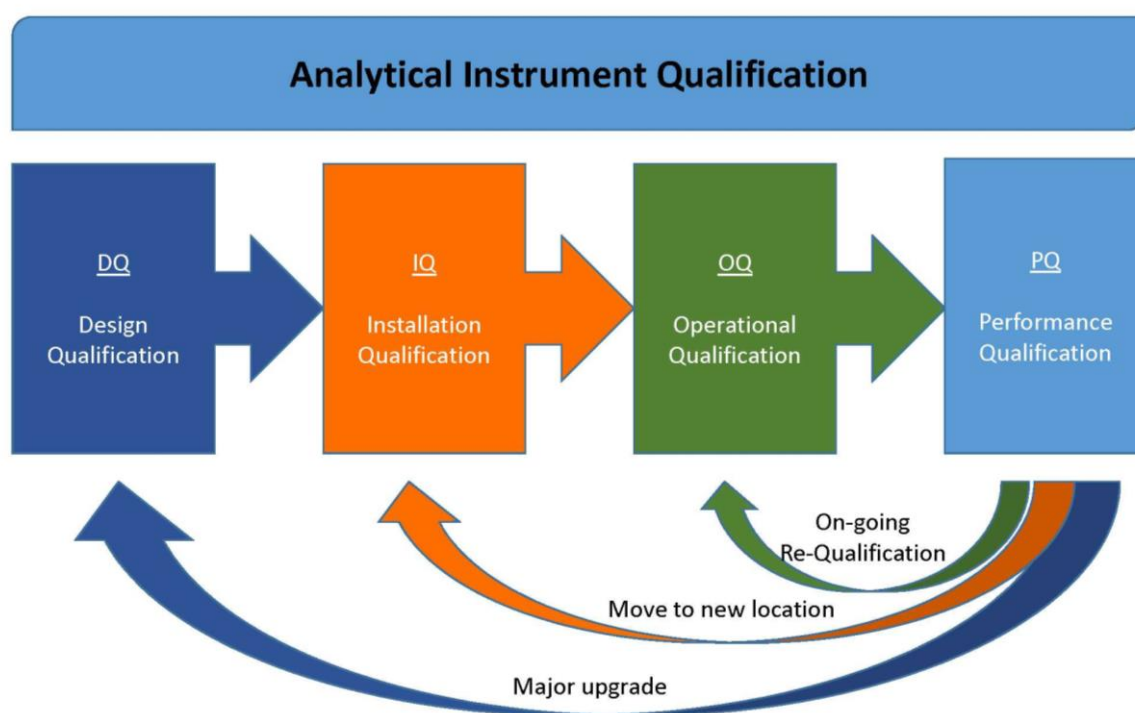 Analytical Instrument Qualification
DQ
Design
Qualification
IQ
Installation
Qualification
OQ
Operational
Qualification
PQ
Performance
Qualification
On-going
Re-Qualification
Move to new location
Major upgrade